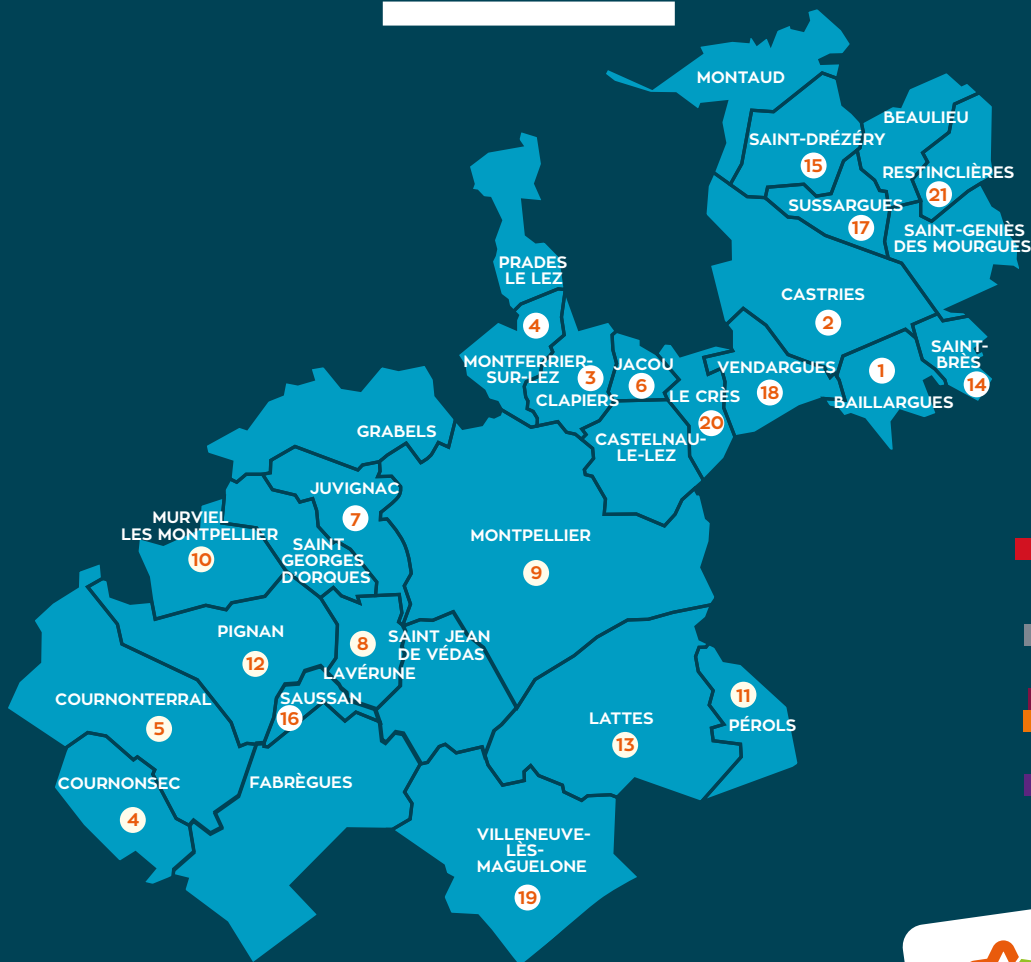 MONTAUD
BEAULIEU
SAINT-DRÉZÉRY
15
RESTINCLIÈRES
21
SUSSARGUES
17
SAINT-GENIÈS
DES MOURGUES
PRADES
LE LEZ
CASTRIES
2
4
MONTFERRIER-
SUR-LEZ
3
CLAPIERS
JACOU
6
LE CRÈS
20
VENDARGUES
18
1
BAILLARGUES
SAINT-
BRÈS
14
CASTELNAU-
LE-LEZ
GRABELS
JUVIGNAC
7
MURVIEL
LES MONTPELLIER
10
SAINT
GEORGES
D'ORQUES
MONTPELLIER
9
PIGNAN
12
8
LAVÉRUNE
SAINT JEAN
DE VÉDAS
COURNONTERRAL
5
SAUSSAN
16
LATTES
13
11
PÉROLS
COURNONSEC
4
FABRÈGUES
VILLENEUVE-
LÈS-
MAGUELONE
19